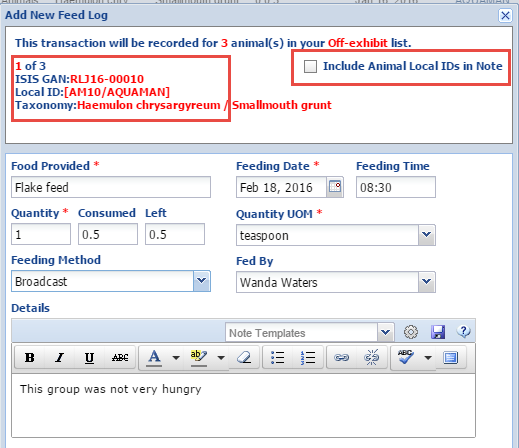 Add New Feed Log
This transaction will be recorded for 3 animal(s) in your Off-exhibit list.
1 of 3
Include Animal Local IDs in Note
ISIS GAN:RLJ16-00010
Local ID:[AM10/AQUAMAN]
Taxonomy:Haemulon chrysargyreum / Smallmouth grunt
Food Provided * Feeding Date * Feeding Time
Flake feed Feb 18, 2016 08:30
Quantity * Consumed Left Quantity UOM *
1 0.5 0.5 teaspoon
Feeding Method Fed By
Broadcast Wanda Waters
Details
Note Templates
B I U ABC A ab ABC
This group was not very hungry